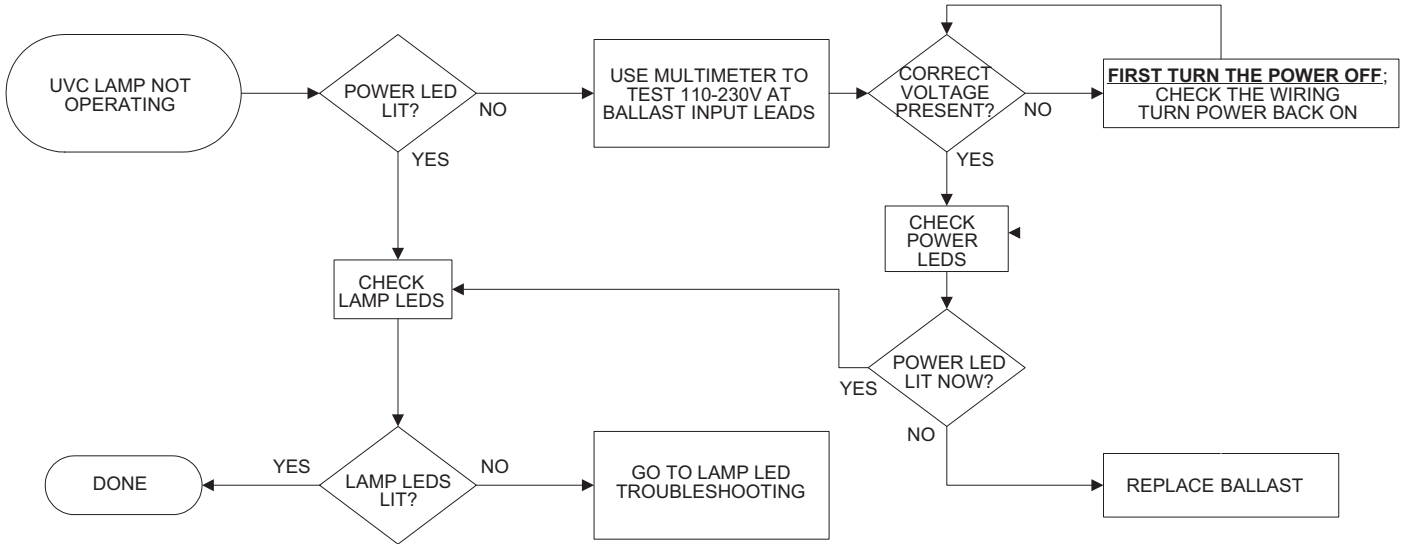 UVC LAMP NOT
OPERATING
POWER LED
LIT?
NO
YES
USE MULTIMETER TO
TEST 110-230V AT
BALLAST INPUT LEADS
CORRECT
VOLTAGE
PRESENT?
NO
YES
FIRST TURN THE POWER OFF;
CHECK THE WIRING
TURN POWER BACK ON
CHECK
POWER
LEDS
CHECK
LAMP LEDS
POWER LED
LIT NOW?
YES
NO
DONE
YES
LAMP LEDS
LIT?
NO
GO TO LAMP LED
TROUBLESHOOTING
REPLACE BALLAST